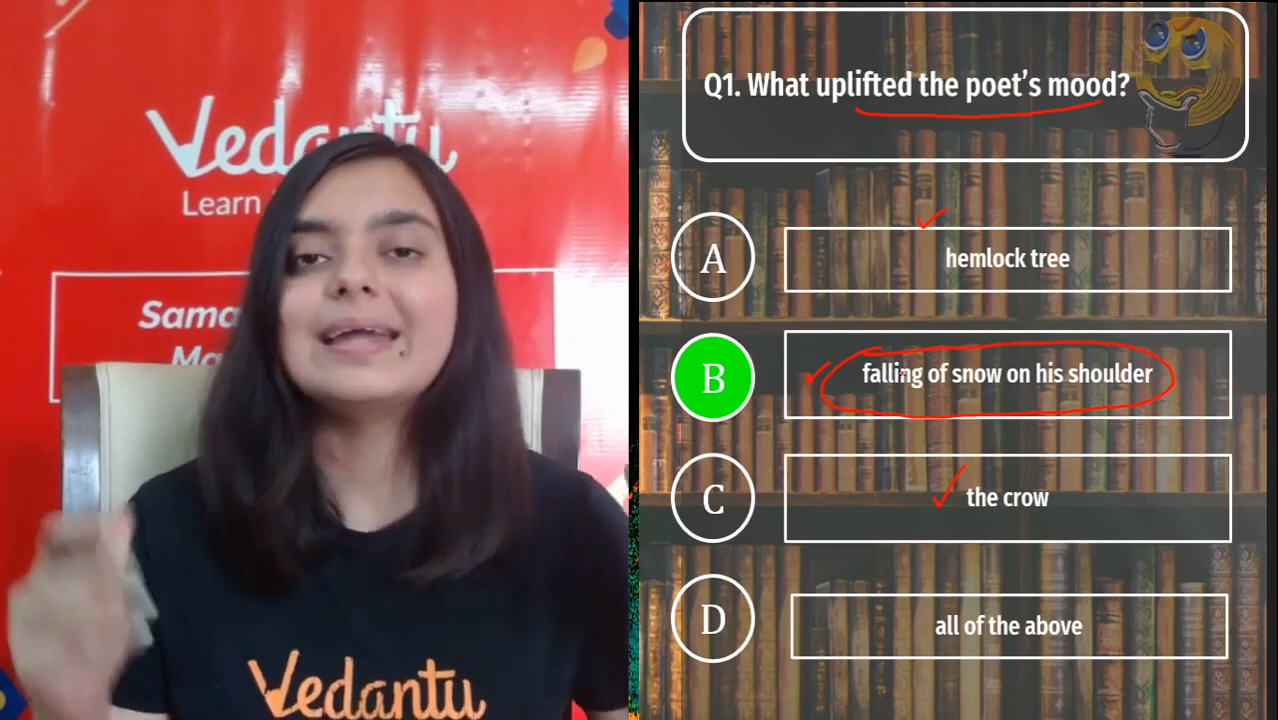 Vedantu
Learn
Sama
Ma
Vedantu
Q1. What uplifted the poet's mood?
A
hemlock tree
B
falling of snow on his shoulder
C
the crow
D
all of the above